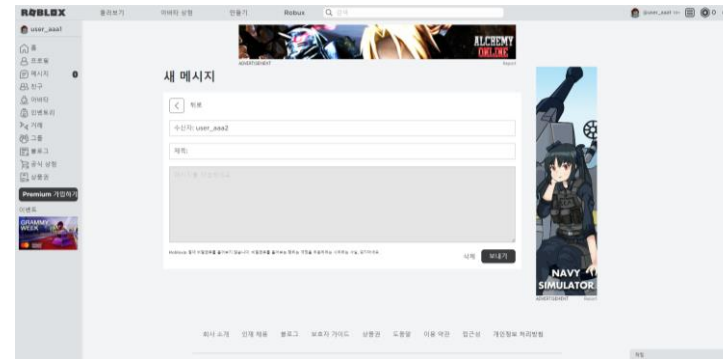 ROBLOX
둘러보기
아바타 상점
만들기
Robux
검색
user_aaa1
홈
프로필
메시지
친구
아바타
인벤토리
거래
그룹
블로그
공식 상점
상품권
Premium 가입하기
이벤트
GRAMMY
WEEK
ALCHEMY
ONLINE
ADVERTISEMENT
Report
새 메시지
뒤로
수신자: user_aaa2
제목:
삭제
보내기
NAVY
SIMULATOR
ADVERTISEMENT
Report
회사 소개 인재 채용 블로그 보호자 가이드 상품권 도움말 이용 약관 접근성 개인정보 처리방침
채팅